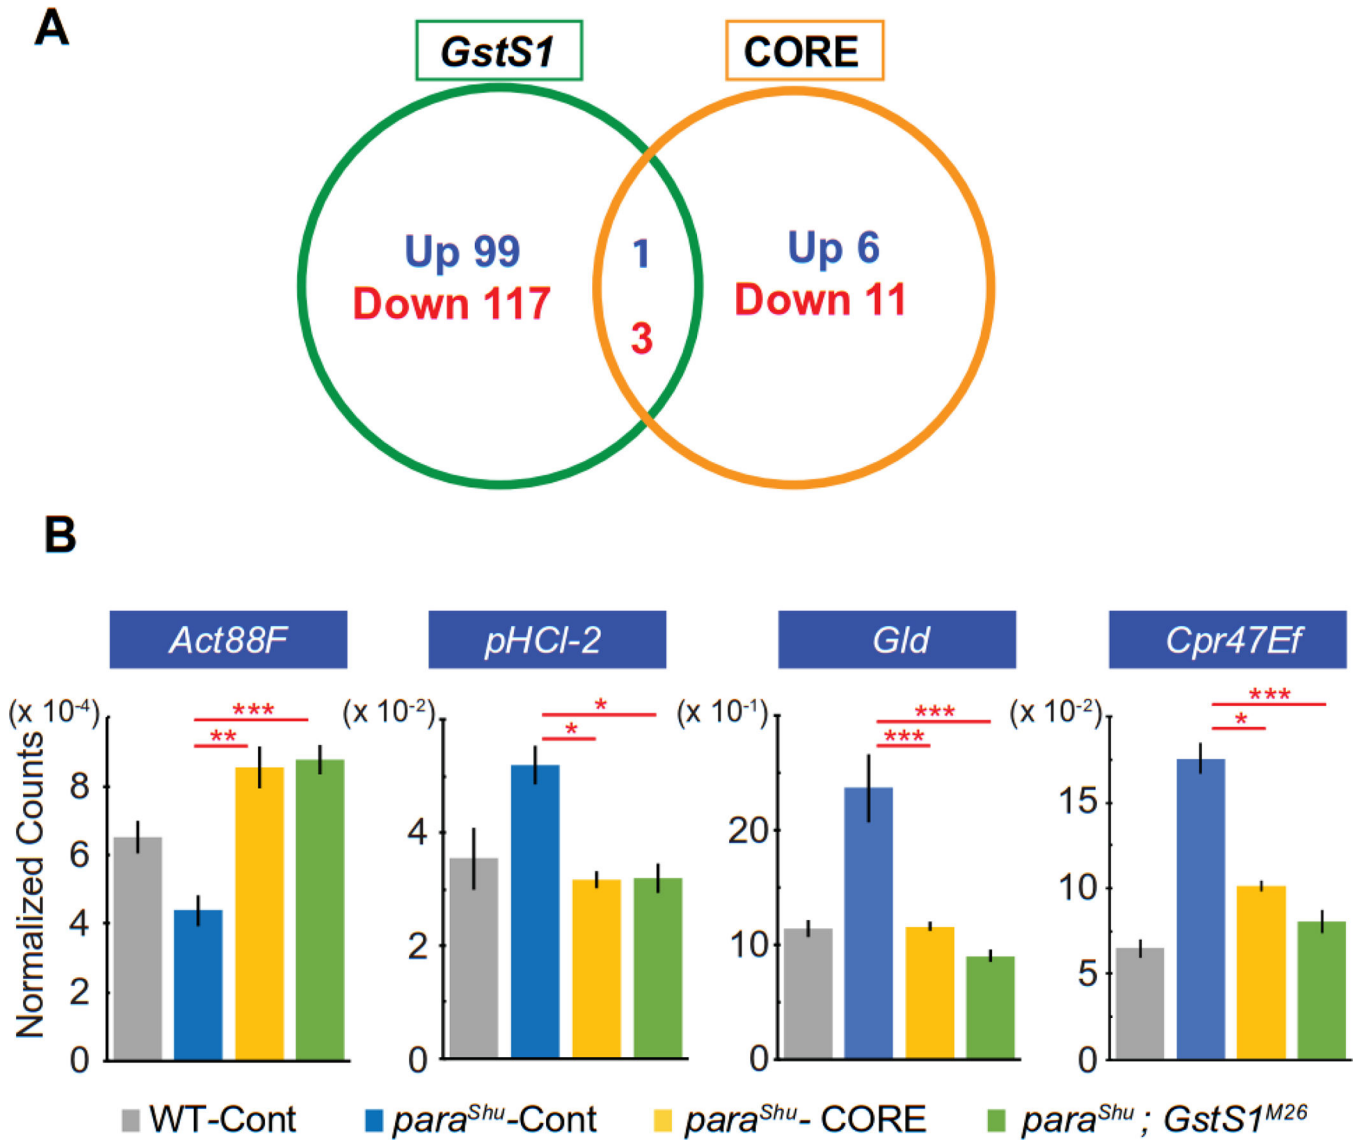 A
GstS1
CORE
Up 99
Down 117
1
3
Up 6
Down 11
B
Act88F
pHCl-2
Gld
Cpr47Ef
Normalized Counts
(x 10-4)
***
**
8
6
4
2
0
(x 10-2)
*
*
4
2
0
(x 10-1)
***
***
20
10
0
(x 10-2)
***
*
15
10
5
0
WT-Cont
paraShu-Cont
paraShu- CORE
paraShu ; GstS1M26